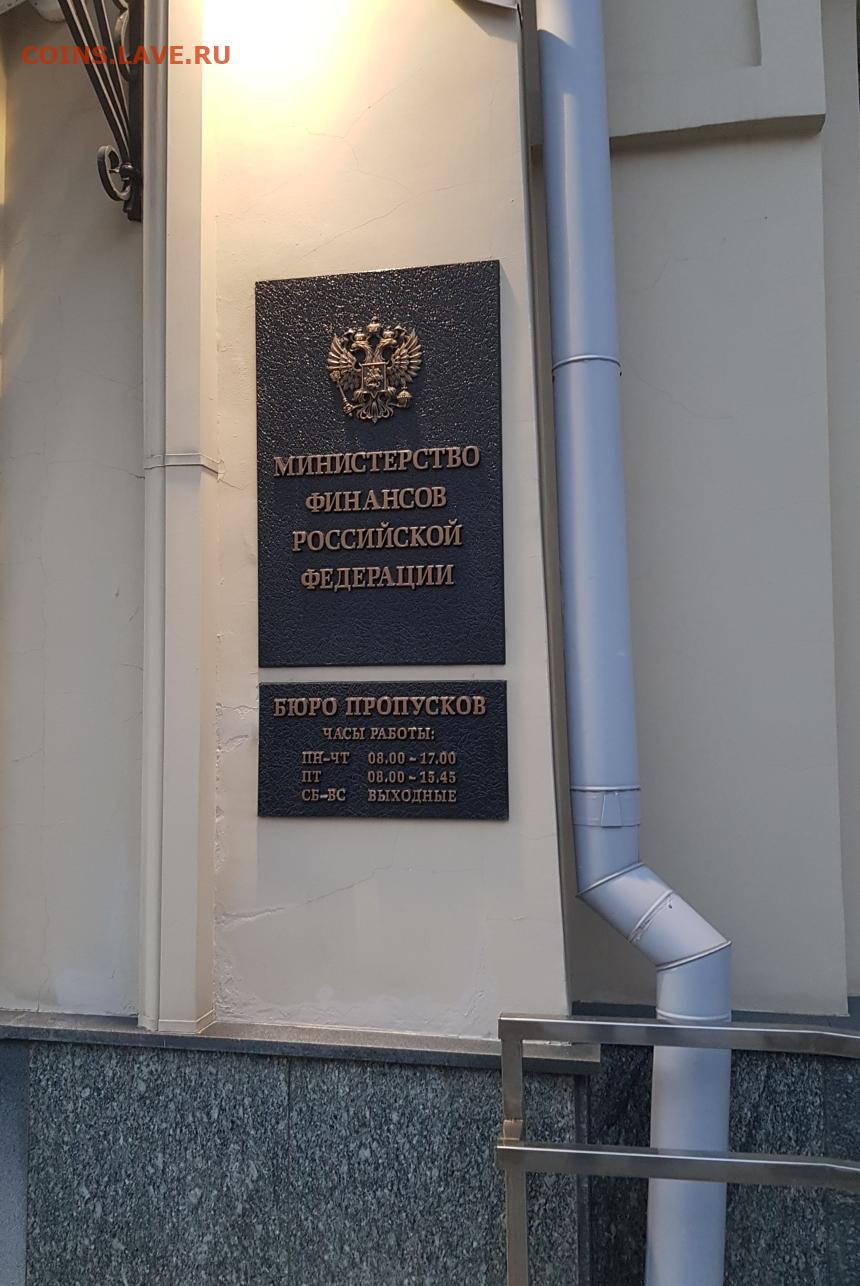 COINS.LAVE.RU
МИНИСТЕРСТВО
ФИНАНСОВ
РОССИЙСКОЙ
ФЕДЕРАЦИИ
БЮРО ПРОПУСКОВ
ЧАСЫ РАБОТЫ:
ПН-ЧТ 08.00 - 17.00
ПТ 08.00 - 15.45
СБ-ВС ВЫХОДНЫЕ